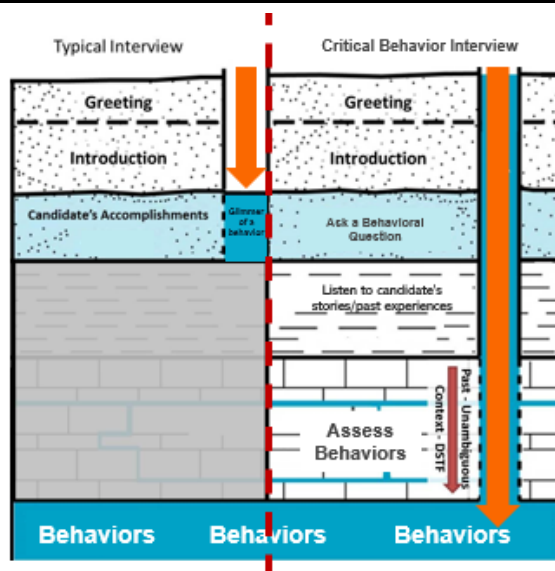 Typical Interview
Critical Behavior Interview
Greeting
Introduction
Candidate's Accomplishments
Glimmer
of a
behavior
Greeting
Introduction
Ask a Behavioral
Question
Listen to candidate's
stories/past experiences
Assess
Behaviors
Past - Unambiguous
Context - DSTF
Behaviors
Behaviors
Behaviors